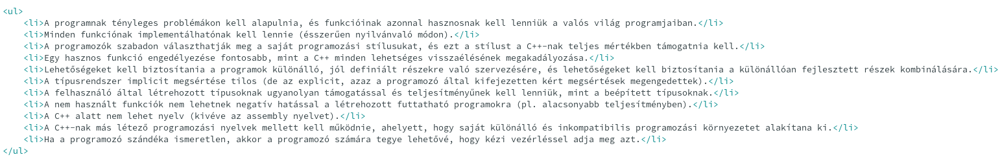 <ul>
<li>A programnak tényleges problémákon kell alapulnia, és funkcióinak azonnal hasznosnak kell lenniük a valós világ programjaiban.</li>
<li>Minden funkciónak implementálhatónak kell lennie (ésszerűen nyilvánvaló módon).</li>
<li>A programozók szabadon választhatják meg a saját programozási stílusukat, és ezt a stílust a C++-nak teljes mértékben támogatnia kell.</li>
<li>Egy hasznos funkció engedélyezése fontosabb, mint a C++ minden lehetséges visszaélésének megakadályozása.</li>
<li>Lehetőségeket kell biztosítania a programok különálló, jól definiált részekre való szervezésére, és lehetőségeket kell biztosítania a különállóan fejlesztett részek kombinálására.</li>
<li>A típusrendszer implicit megsértése tilos (de az explicit, azaz a programozó által kifejezetten kért megsértések megengedettek).</li>
<li>A felhasználó által létrehozott típusoknak ugyanolyan támogatással és teljesítményűnek kell lenniük, mint a beépített típusoknak.</li>
<li>A nem használt funkciók nem lehetnek negatív hatással a létrehozott futtatható programokra (pl. alacsonyabb teljesítményben).</li>
<li>A C++ alatt nem lehet nyelv (kivéve az assembly nyelvet).</li>
<li>A C++-nak más létező programozási nyelvek mellett kell működnie, ahelyett, hogy saját különálló és inkompatibilis programozási környezetet alakítana ki.</li>
<li>Ha a programozó szándéka ismeretlen, akkor a programozó számára tegye lehetővé, hogy kézi vezérléssel adja meg azt.</li>
</ul>